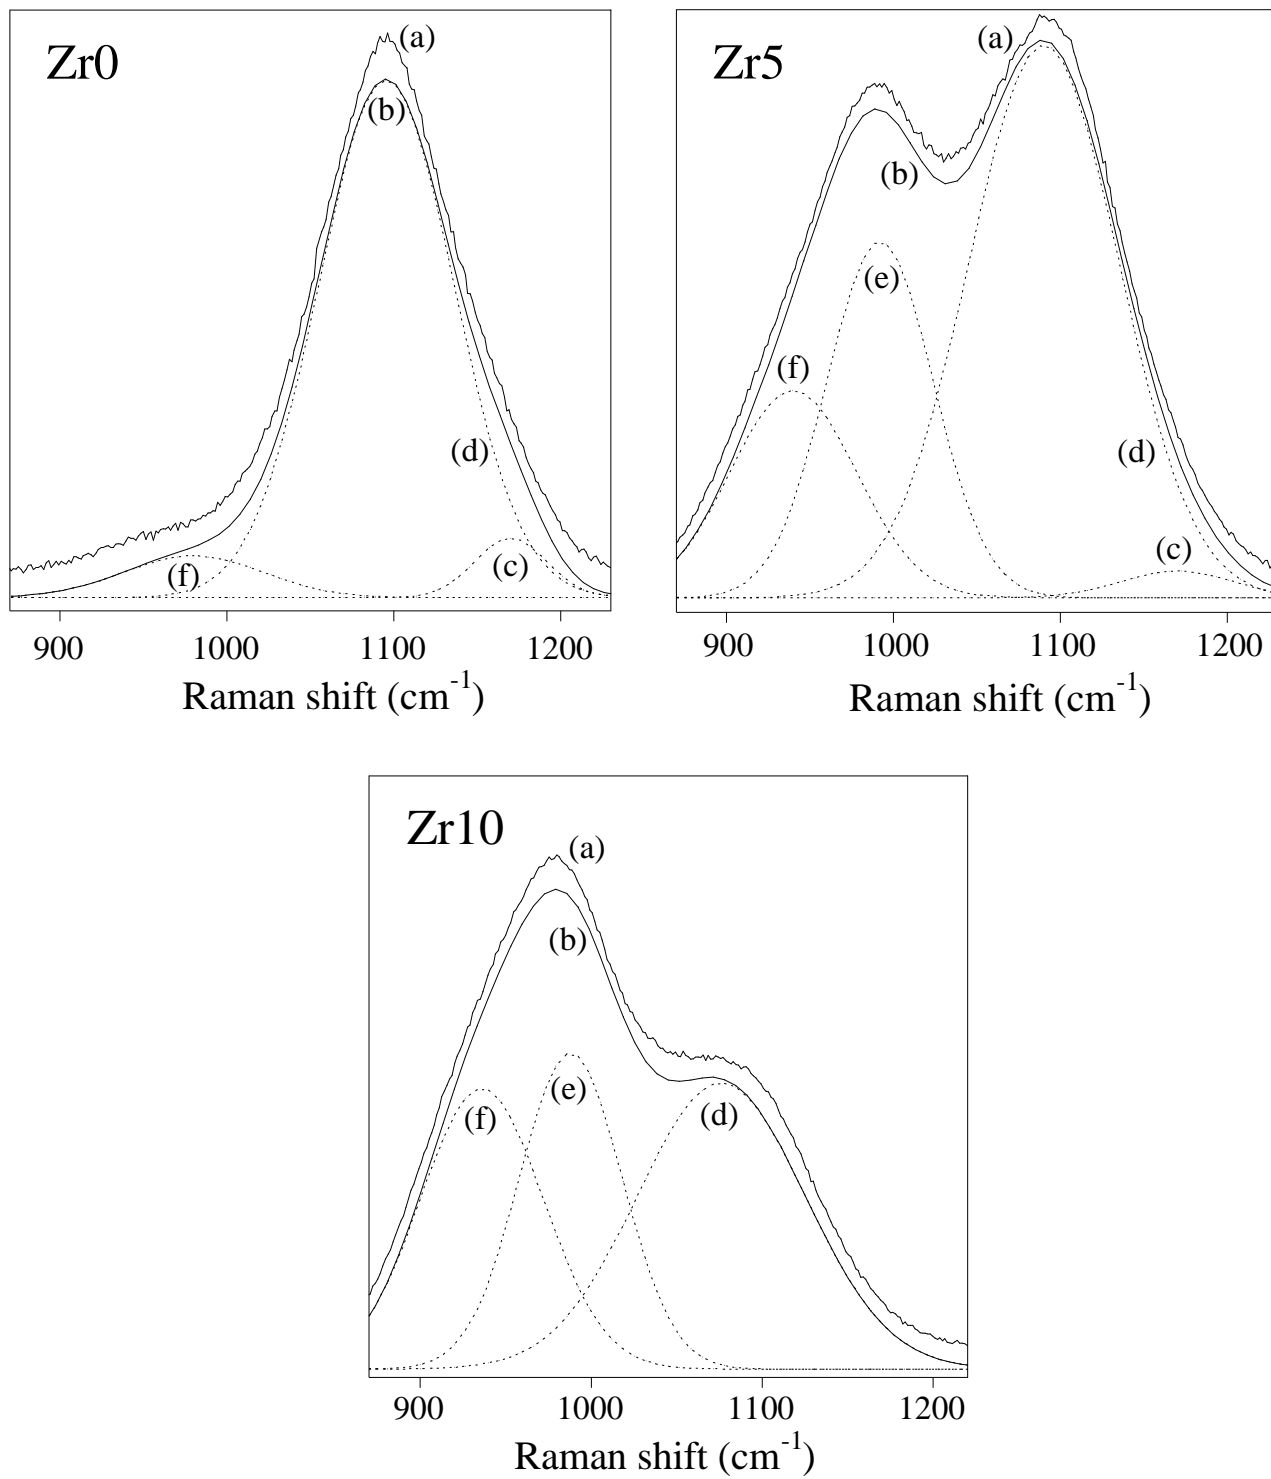 Zr0
(a)
(b)
(d)
(c)
(f)
900 1000 1100 1200
Raman shift (cm-1)
Zr5
(a)
(b)
(e)
(f)
(d)
(c)
900 1000 1100 1200
Raman shift (cm-1)
Zr10
(a)
(b)
(e)
(f)
(d)
900 1000 1100 1200
Raman shift (cm-1)